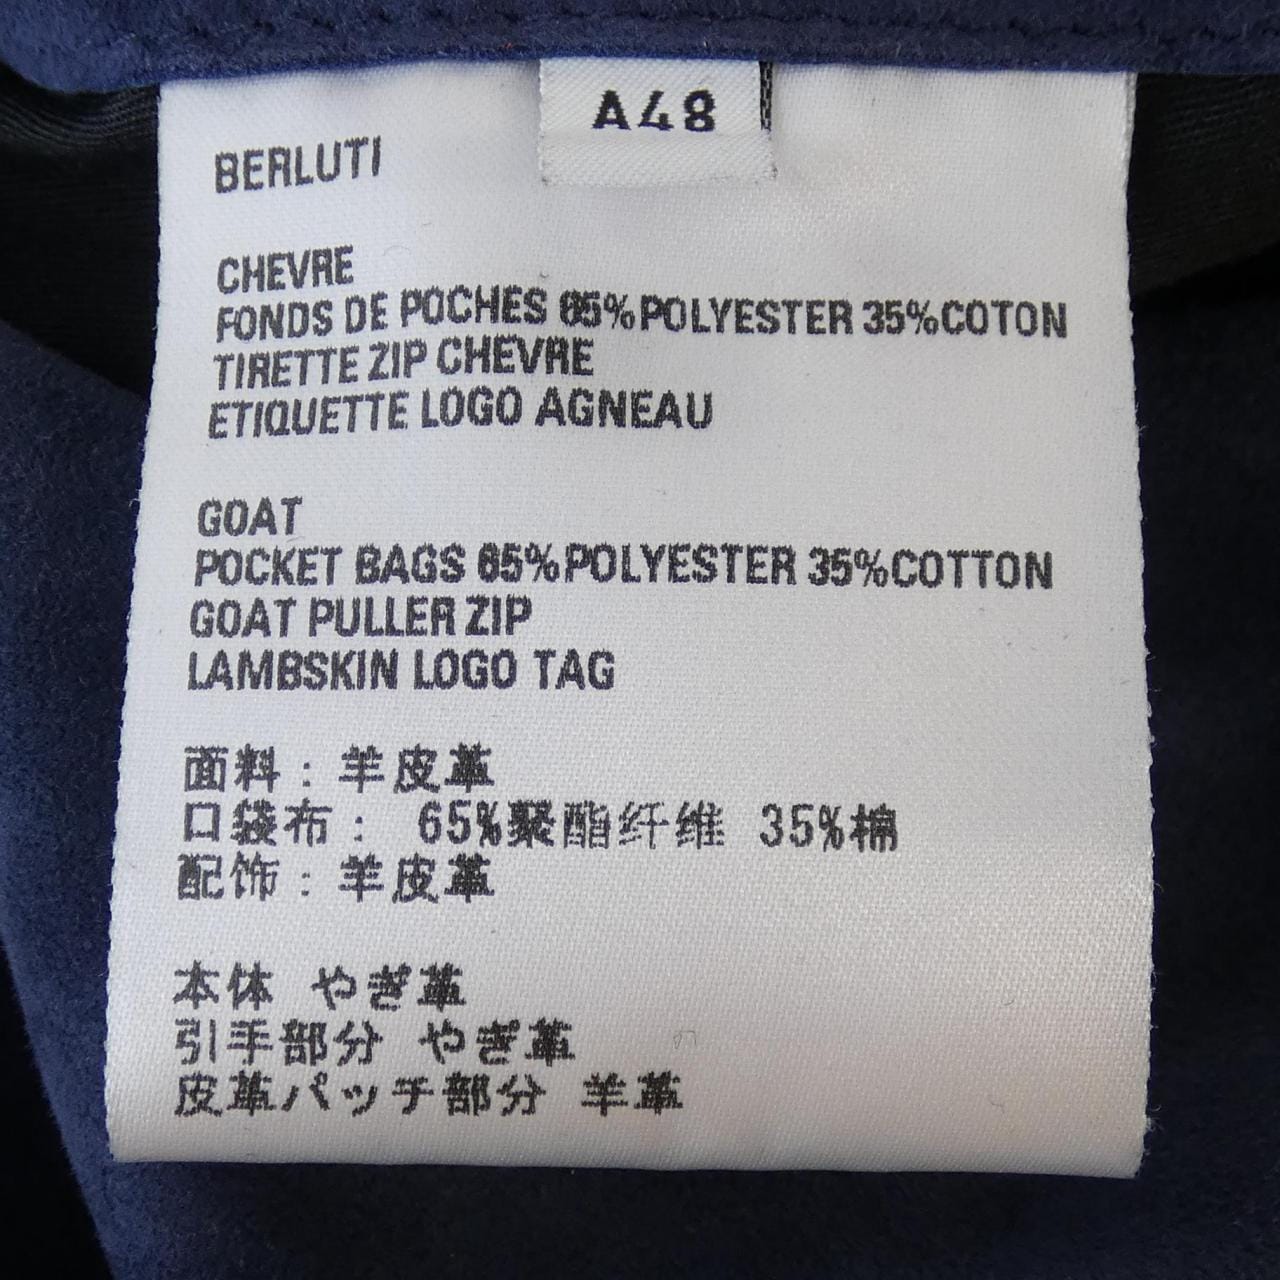 A48
BERLUTI
CHEVRE
FONDS DE POCHES 65%POLYESTER 35%COTON
TIRETTE ZIP CHEVRE
ETIQUETTE LOGO AGNEAU
GOAT
POCKET BAGS 65%POLYESTER 35%COTTON
GOAT PULLER ZIP
LAMBSKIN LOGO TAG
面料：羊皮革
口袋布： 65%聚酯纤维 35%棉
配饰：羊皮革
本体 やぎ革
引手部分 やぎ革
皮革パッチ部分 羊革